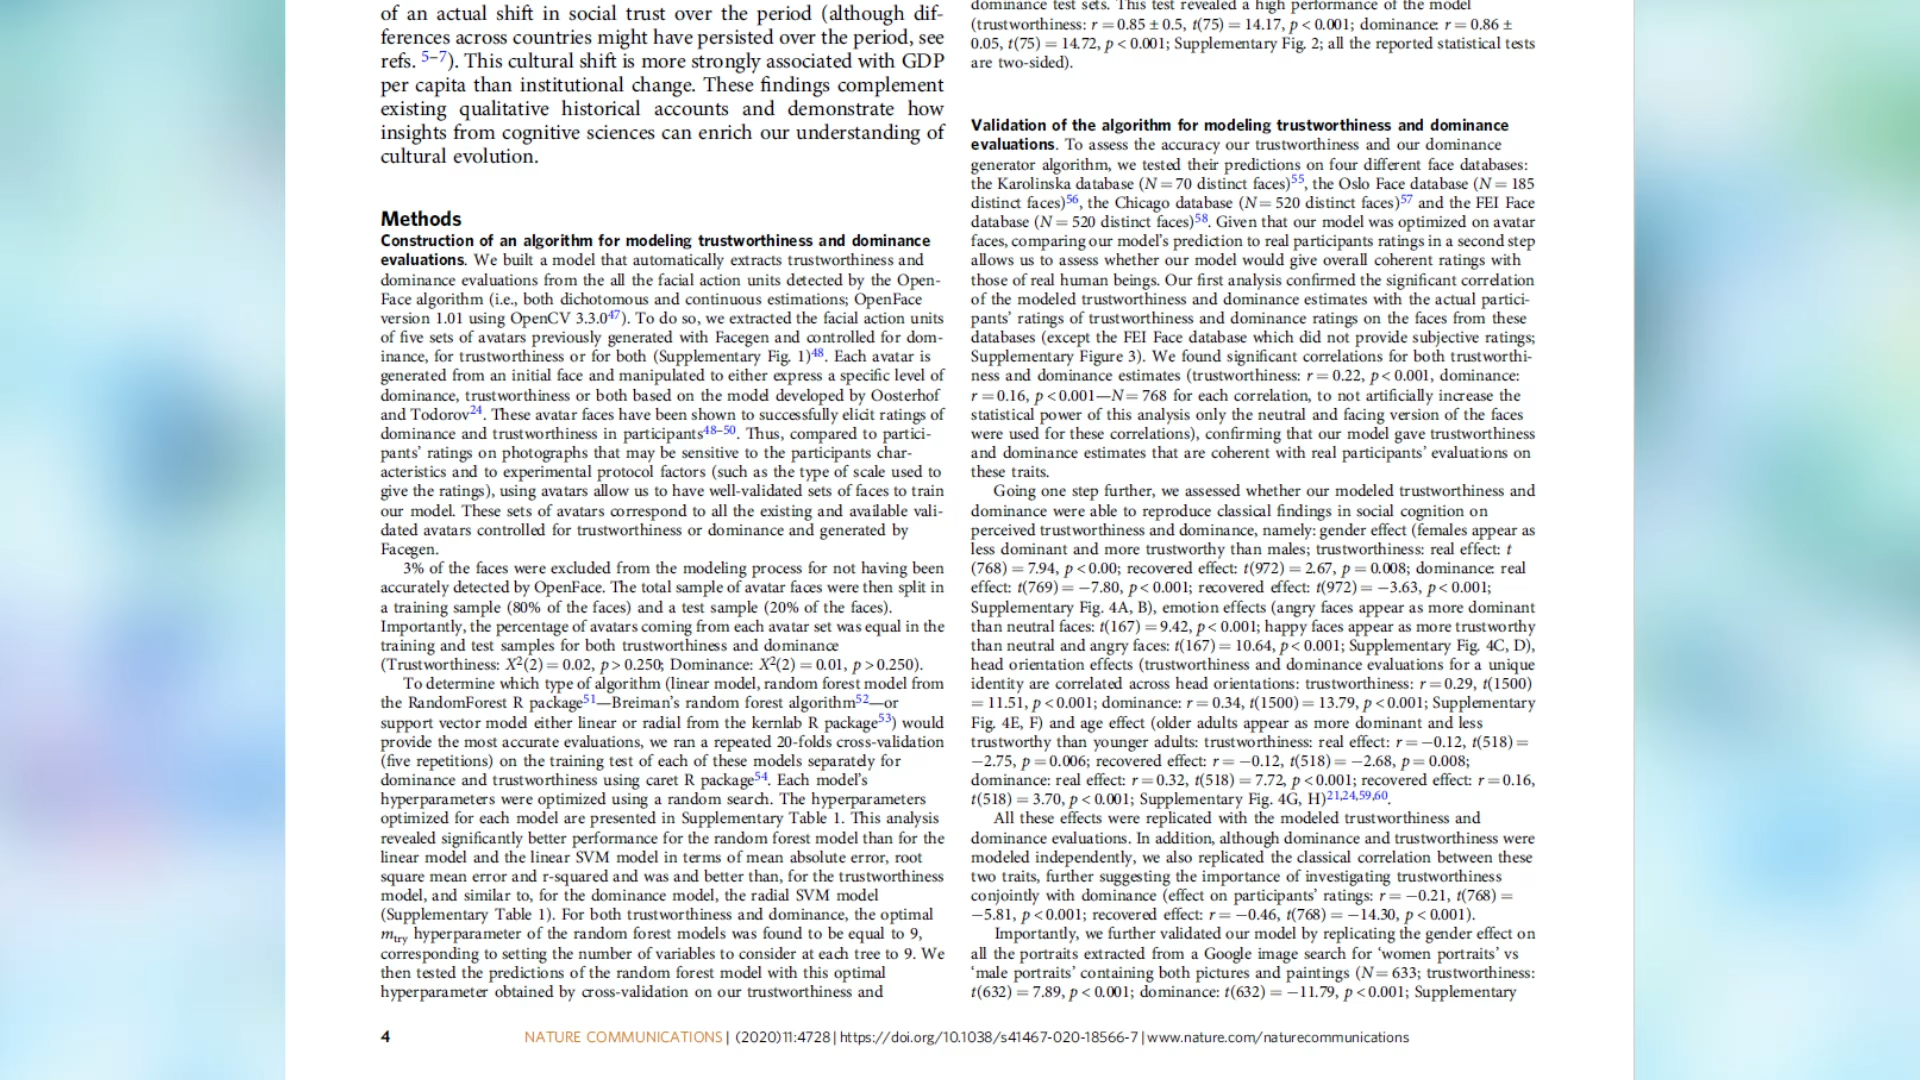 of an actual shift in social trust over the period (although dif-
ferences across countries might have persisted over the period, see
refs. 5–7). This cultural shift is more strongly associated with GDP
per capita than institutional change. These findings complement
existing qualitative historical accounts and demonstrate how
insights from cognitive sciences can enrich our understanding of
cultural evolution.
Methods
Construction of an algorithm for modeling trustworthiness and dominance
evaluations. We built a model that automatically extracts trustworthiness and
dominance evaluations from the all the facial action units detected by the Open-
Face algorithm (i.e., both dichotomous and continuous estimations; OpenFace
version 1.01 using OpenCV 3.3.047). To do so, we extracted the facial action units
of five sets of avatars previously generated with Facegen and controlled for dom-
inance, for trustworthiness or for both (Supplementary Fig. 1)48. Each avatar is
generated from an initial face and manipulated to either express a specific level of
dominance, trustworthiness or both based on the model developed by Oosterhof
and Todorov24. These avatar faces have been shown to successfully elicit ratings of
dominance and trustworthiness in participants48–50. Thus, compared to partici-
pants’ ratings on photographs that may be sensitive to the participants char-
acteristics and to experimental protocol factors (such as the type of scale used to
give the ratings), using avatars allow us to have well-validated sets of faces to train
our model. These sets of avatars correspond to all the existing and available vali-
dated avatars controlled for trustworthiness or dominance and generated by
Facegen.
3% of the faces were excluded from the modeling process for not having been
accurately detected by OpenFace. The total sample of avatar faces were then split in
a training sample (80% of the faces) and a test sample (20% of the faces).
Importantly, the percentage of avatars coming from each avatar set was equal in the
training and test samples for both trustworthiness and dominance
(Trustworthiness: X2(2) = 0.02, p > 0.250; Dominance: X2(2) = 0.01, p > 0.250).
To determine which type of algorithm (linear model, random forest model from
the RandomForest R package51—Breiman’s random forest algorithm52—or
support vector model either linear or radial from the kernlab R package53) would
provide the most accurate evaluations, we ran a repeated 20-folds cross-validation
(five repetitions) on the training test of each of these models separately for
dominance and trustworthiness using caret R package54. Each model’s
hyperparameters were optimized using a random search. The hyperparameters
optimized for each model are presented in Supplementary Table 1. This analysis
revealed significantly better performance for the random forest model than for the
linear model and the linear SVM model in terms of mean absolute error, root
square mean error and r-squared and was and better than, for the trustworthiness
model, and similar to, for the dominance model, the radial SVM model
(Supplementary Table 1). For both trustworthiness and dominance, the optimal
mtry hyperparameter of the random forest models was found to be equal to 9,
corresponding to setting the number of variables to consider at each tree to 9. We
then tested the predictions of the random forest model with this optimal
hyperparameter obtained by cross-validation on our trustworthiness and
dominance test sets. This test revealed a high performance of the model
(trustworthiness: r = 0.85 ± 0.5, t(75) = 14.17, p < 0.001; dominance: r = 0.86 ±
0.05, t(75) = 14.72, p < 0.001; Supplementary Fig. 2; all the reported statistical tests
are two-sided).
Validation of the algorithm for modeling trustworthiness and dominance
evaluations. To assess the accuracy our trustworthiness and our dominance
generator algorithm, we tested their predictions on four different face databases:
the Karolinska database (N = 70 distinct faces)55, the Oslo Face database (N = 185
distinct faces)56, the Chicago database (N = 520 distinct faces)57 and the FEI Face
database (N = 520 distinct faces)58. Given that our model was optimized on avatar
faces, comparing our model’s prediction to real participants ratings in a second step
allows us to assess whether our model would give overall coherent ratings with
those of real human beings. Our first analysis confirmed the significant correlation
of the modeled trustworthiness and dominance estimates with the actual partici-
pants’ ratings of trustworthiness and dominance ratings on the faces from these
databases (except the FEI Face database which did not provide subjective ratings;
Supplementary Figure 3). We found significant correlations for both trustworthi-
ness and dominance estimates (trustworthiness: r = 0.22, p < 0.001, dominance:
r = 0.16, p < 0.001—N = 768 for each correlation, to not artificially increase the
statistical power of this analysis only the neutral and facing version of the faces
were used for these correlations), confirming that our model gave trustworthiness
and dominance estimates that are coherent with real participants’ evaluations on
these traits.
Going one step further, we assessed whether our modeled trustworthiness and
dominance were able to reproduce classical findings in social cognition on
perceived trustworthiness and dominance, namely: gender effect (females appear as
less dominant and more trustworthy than males; trustworthiness: real effect: t
(768) = 7.94, p < 0.00; recovered effect: t(972) = 2.67, p = 0.008; dominance: real
effect: t(769) = −7.80, p < 0.001; recovered effect: t(972) = −3.63, p < 0.001;
Supplementary Fig. 4A, B), emotion effects (angry faces appear as more dominant
than neutral faces: t(167) = 9.42, p < 0.001; happy faces appear as more trustworthy
than neutral and angry faces: t(167) = 10.64, p < 0.001; Supplementary Fig. 4C, D),
head orientation effects (trustworthiness and dominance evaluations for a unique
identity are correlated across head orientations: trustworthiness: r = 0.29, t(1500)
= 11.51, p < 0.001; dominance: r = 0.34, t(1500) = 13.79, p < 0.001; Supplementary
Fig. 4E, F) and age effect (older adults appear as more dominant and less
trustworthy than younger adults: trustworthiness: real effect: r = −0.12, t(518) =
−2.75, p = 0.006; recovered effect: r = −0.12, t(518) = −2.68, p = 0.008;
dominance: real effect: r = 0.32, t(518) = 7.72, p < 0.001; recovered effect: r = 0.16,
t(518) = 3.70, p < 0.001; Supplementary Fig. 4G, H)21,24,59,60.
All these effects were replicated with the modeled trustworthiness and
dominance evaluations. In addition, although dominance and trustworthiness were
modeled independently, we also replicated the classical correlation between these
two traits, further suggesting the importance of investigating trustworthiness
conjointly with dominance (effect on participants’ ratings: r = −0.21, t(768) =
−5.81, p < 0.001; recovered effect: r = −0.46, t(768) = −14.30, p < 0.001).
Importantly, we further validated our model by replicating the gender effect on
all the portraits extracted from a Google image search for ‘women portraits’ vs
‘male portraits’ containing both pictures and paintings (N = 633; trustworthiness:
t(632) = 7.89, p < 0.001; dominance: t(632) = −11.79, p < 0.001; Supplementary
4 NATURE COMMUNICATIONS | (2020)11:4728 | https://doi.org/10.1038/s41467-020-18566-7 | www.nature.com/naturecommunications